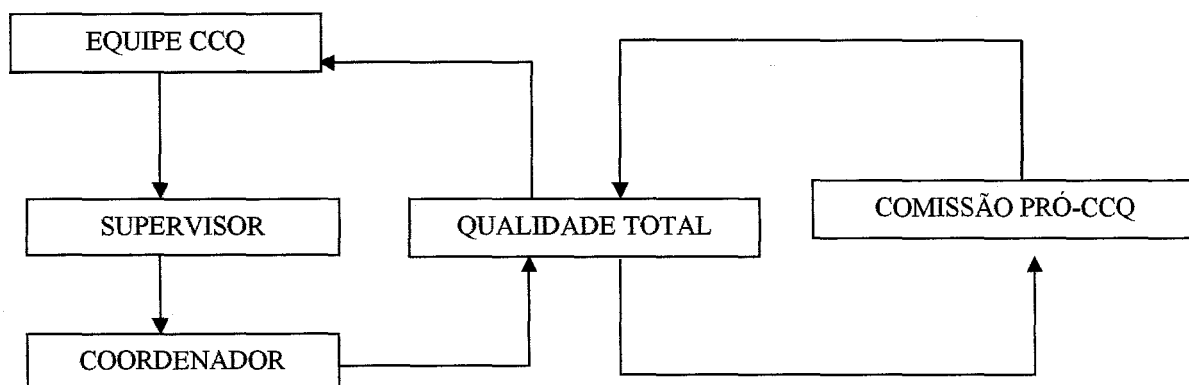 EQUIPE CCQ
SUPERVISOR
QUALIDADE TOTAL
COMISSÃO PRÓ-CCQ
COORDENADOR